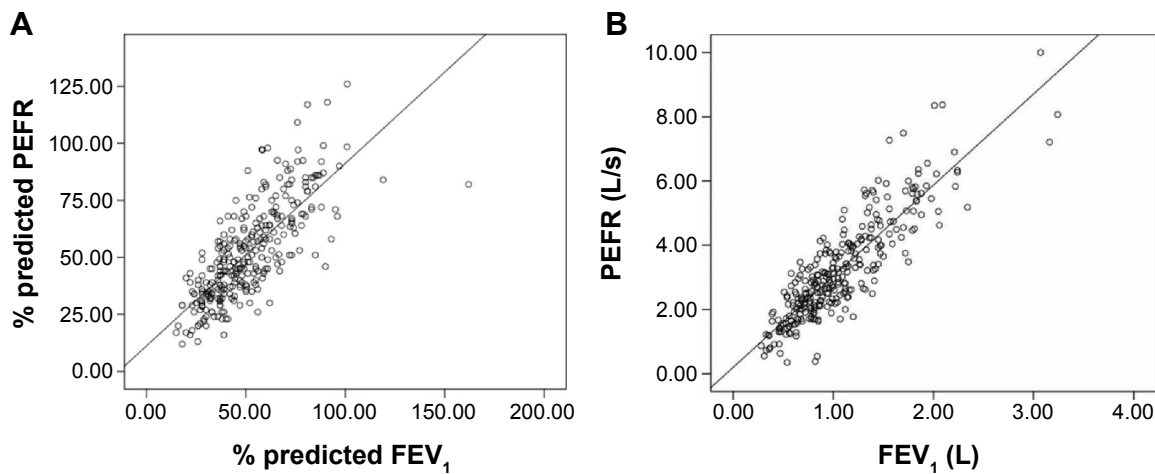 A
% predicted PEFR
125.00
100.00
75.00
50.00
25.00
0.00
0.00 50.00 100.00 150.00 200.00
% predicted FEV₁
B
PEFR (L/s)
10.00
8.00
6.00
4.00
2.00
0.00
0.00 1.00 2.00 3.00 4.00
FEV₁ (L)